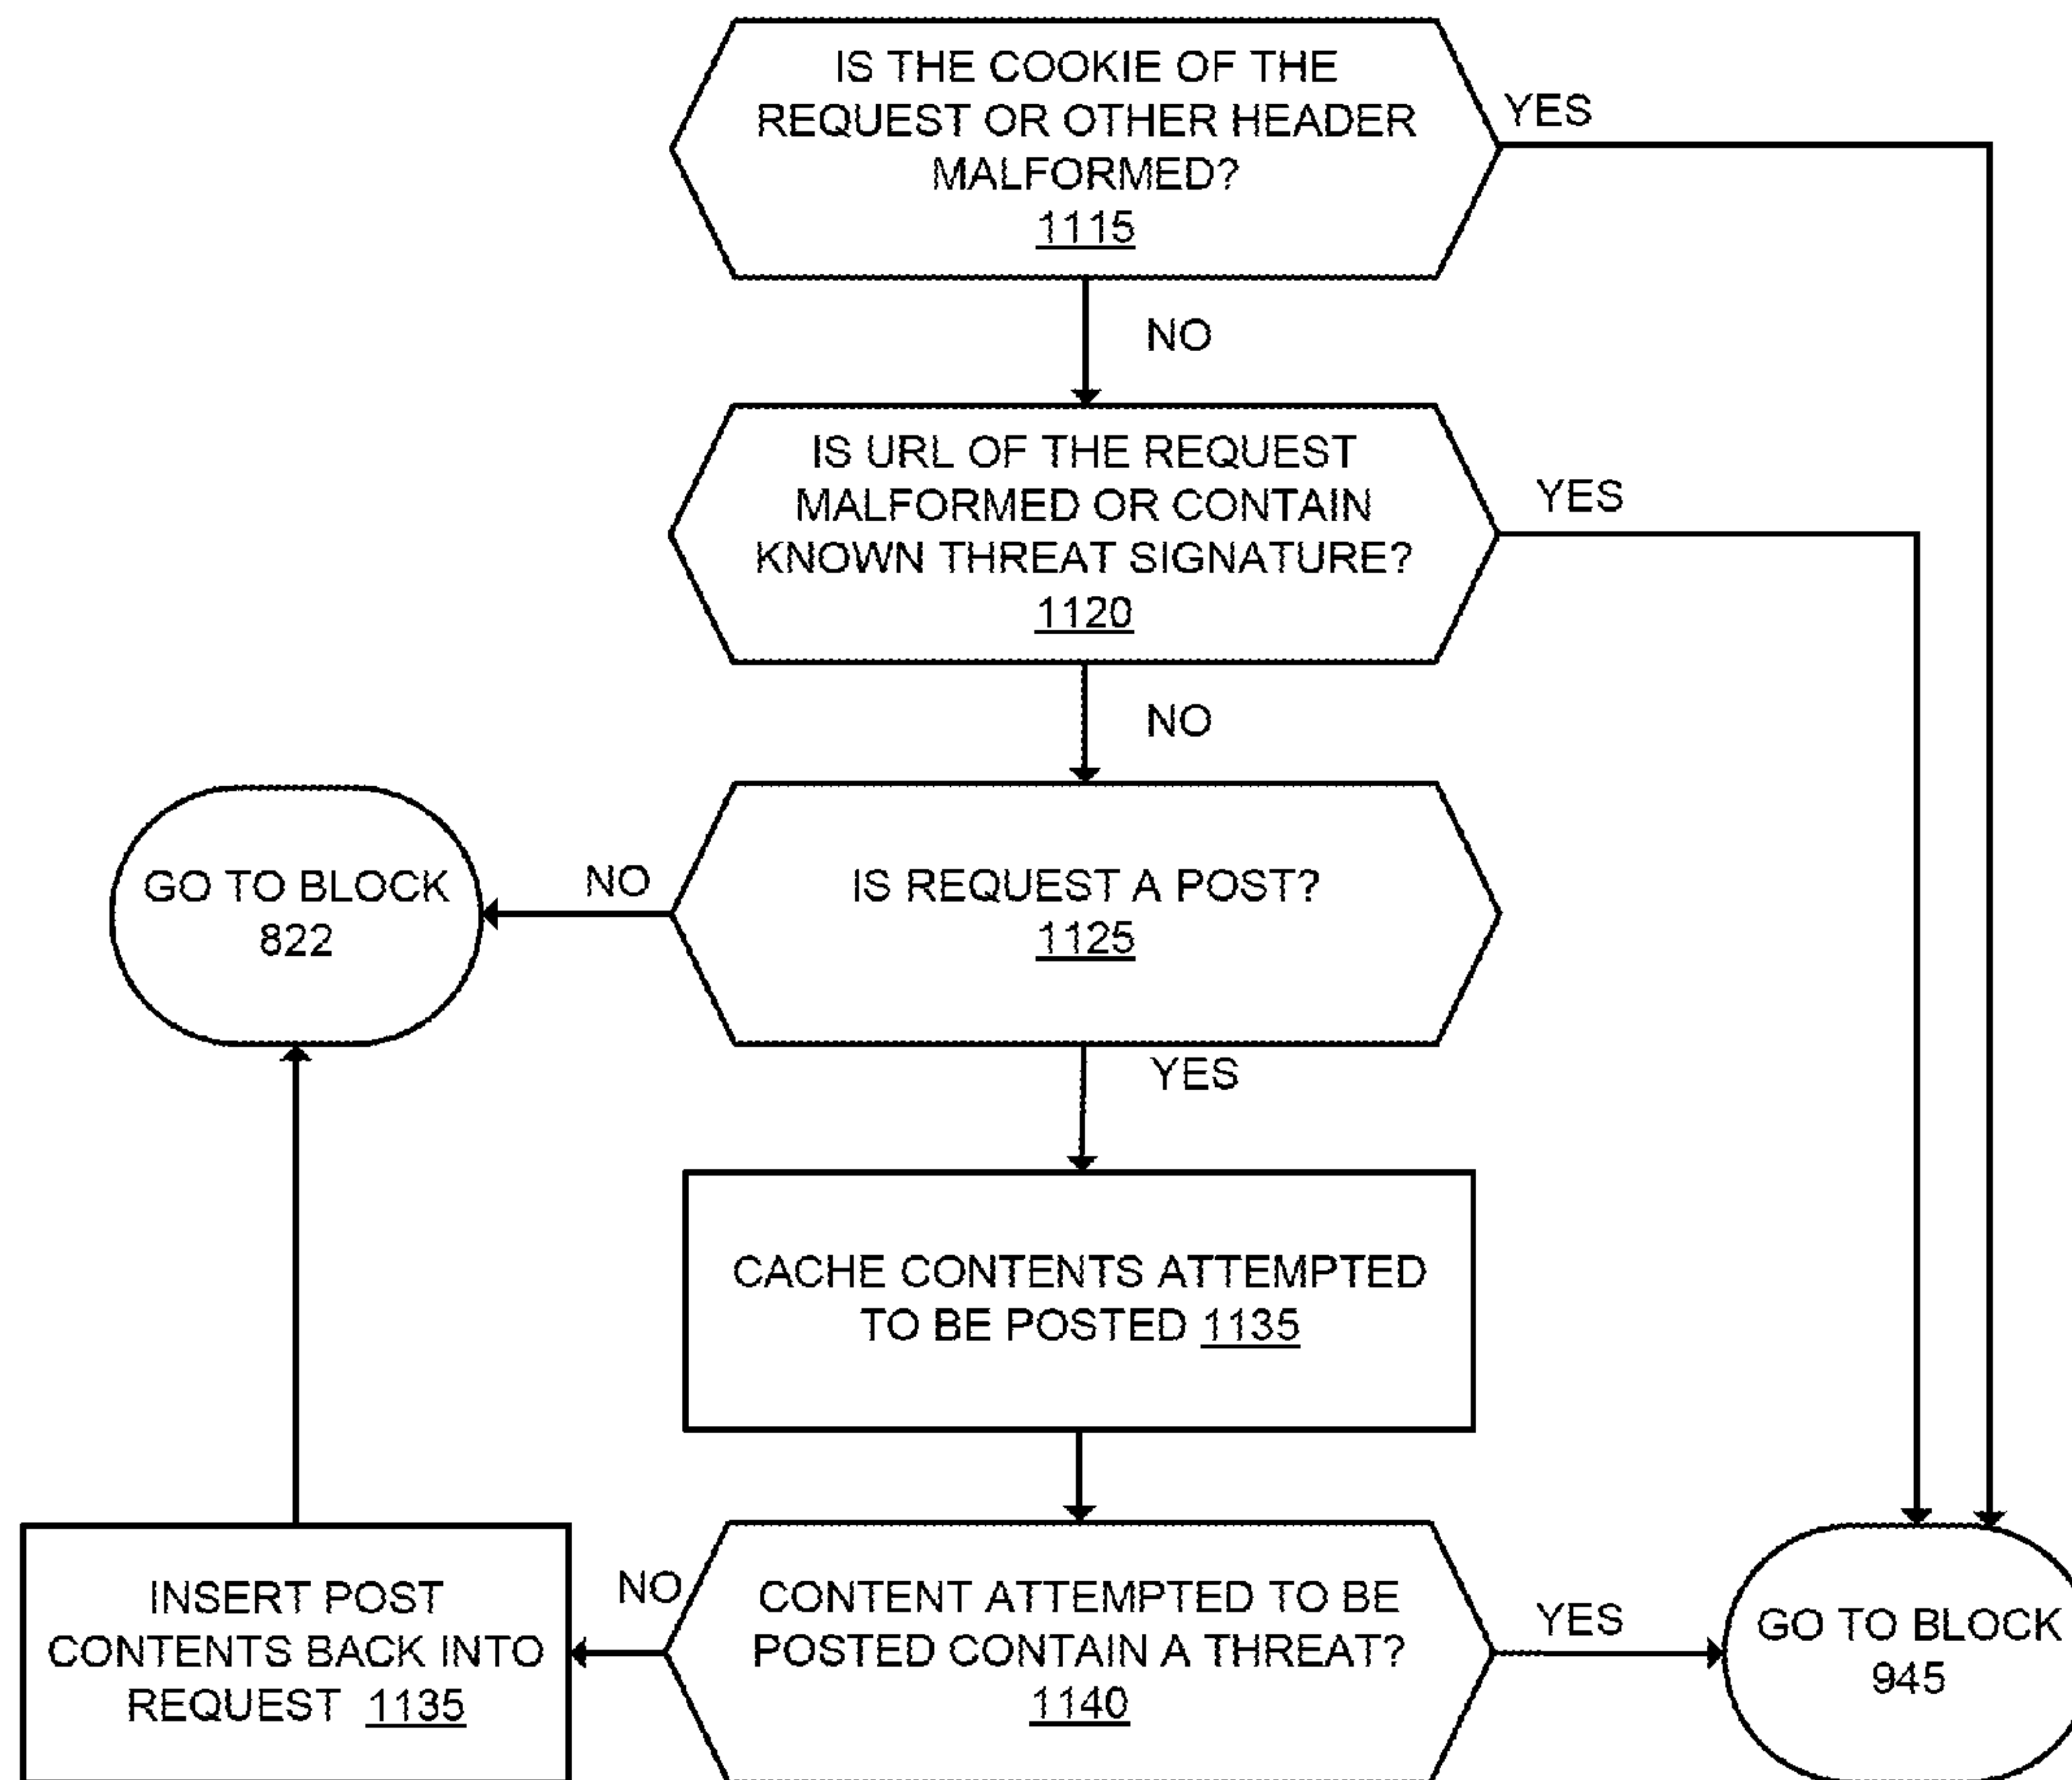 IS THE COOKIE OF THE
REQUEST OR OTHER HEADER
MALFORMED?
1115
YES
NO
IS URL OF THE REQUEST
MALFORMED OR CONTAIN
KNOWN THREAT SIGNATURE?
1120
YES
NO
GO TO BLOCK
822
NO
IS REQUEST A POST?
1125
YES
CACHE CONTENTS ATTEMPTED
TO BE POSTED 1135
INSERT POST
CONTENTS BACK INTO
REQUEST 1135
NO
CONTENT ATTEMPTED TO BE
POSTED CONTAIN A THREAT?
1140
YES
GO TO BLOCK
945